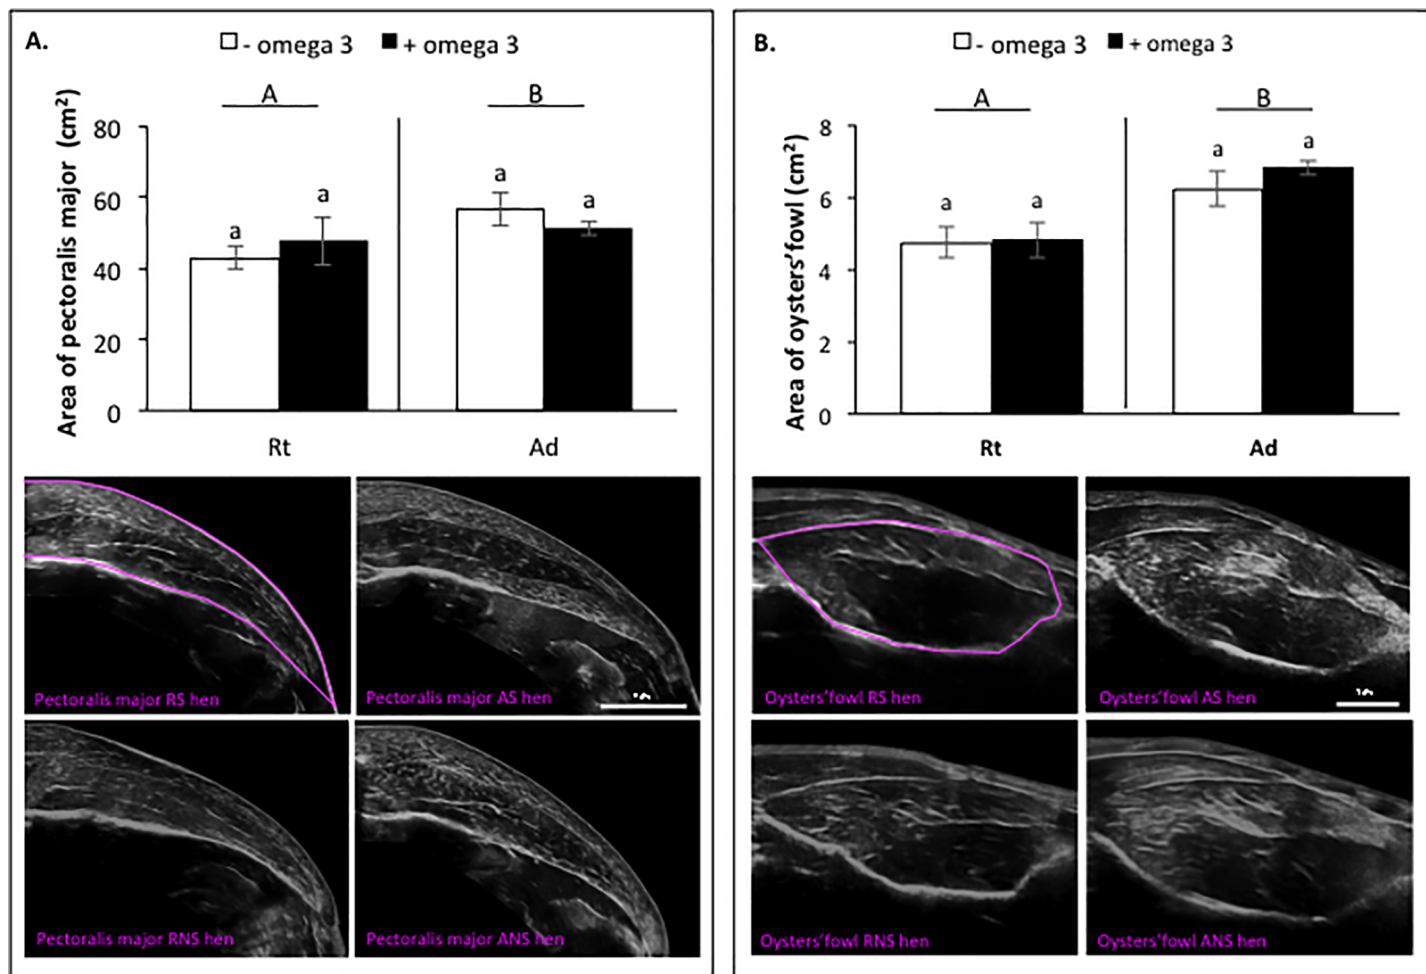 A.
- omega 3 + omega 3
A B
Area of pectoralis major (cm²)
80
60
40
20
0
a a a a
Rt Ad
Pectoralis major RS hen
Pectoralis major AS hen
Pectoralis major RNS hen
Pectoralis major ANS hen
B.
- omega 3 + omega 3
A B
Area of oysters'fowl (cm²)
8
6
4
2
0
a a a a
Rt Ad
Oysters'fowl RS hen
Oysters'fowl AS hen
Oysters'fowl RNS hen
Oysters'fowl ANS hen